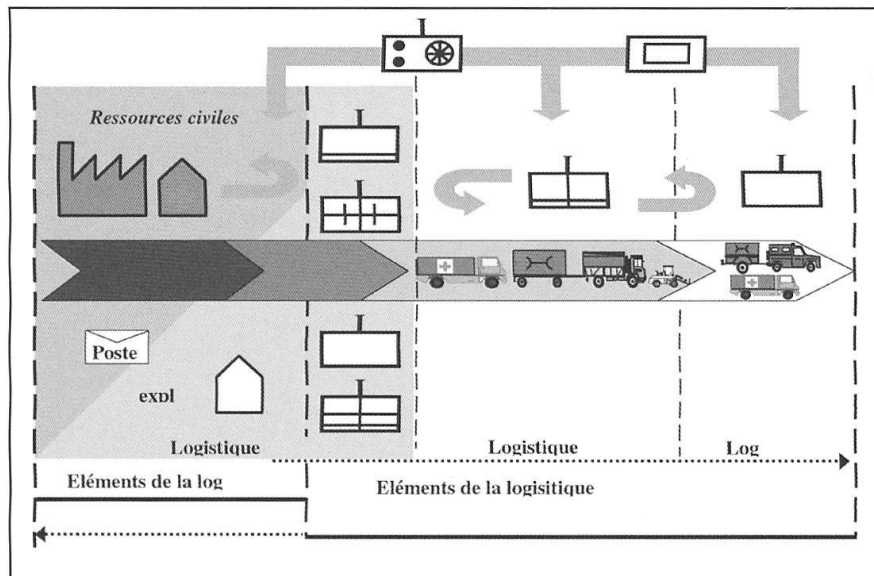 Ressources civiles
Poste
expl
Logistique
Logistique
Log
Eléments de la log
Eléments de la logisitique